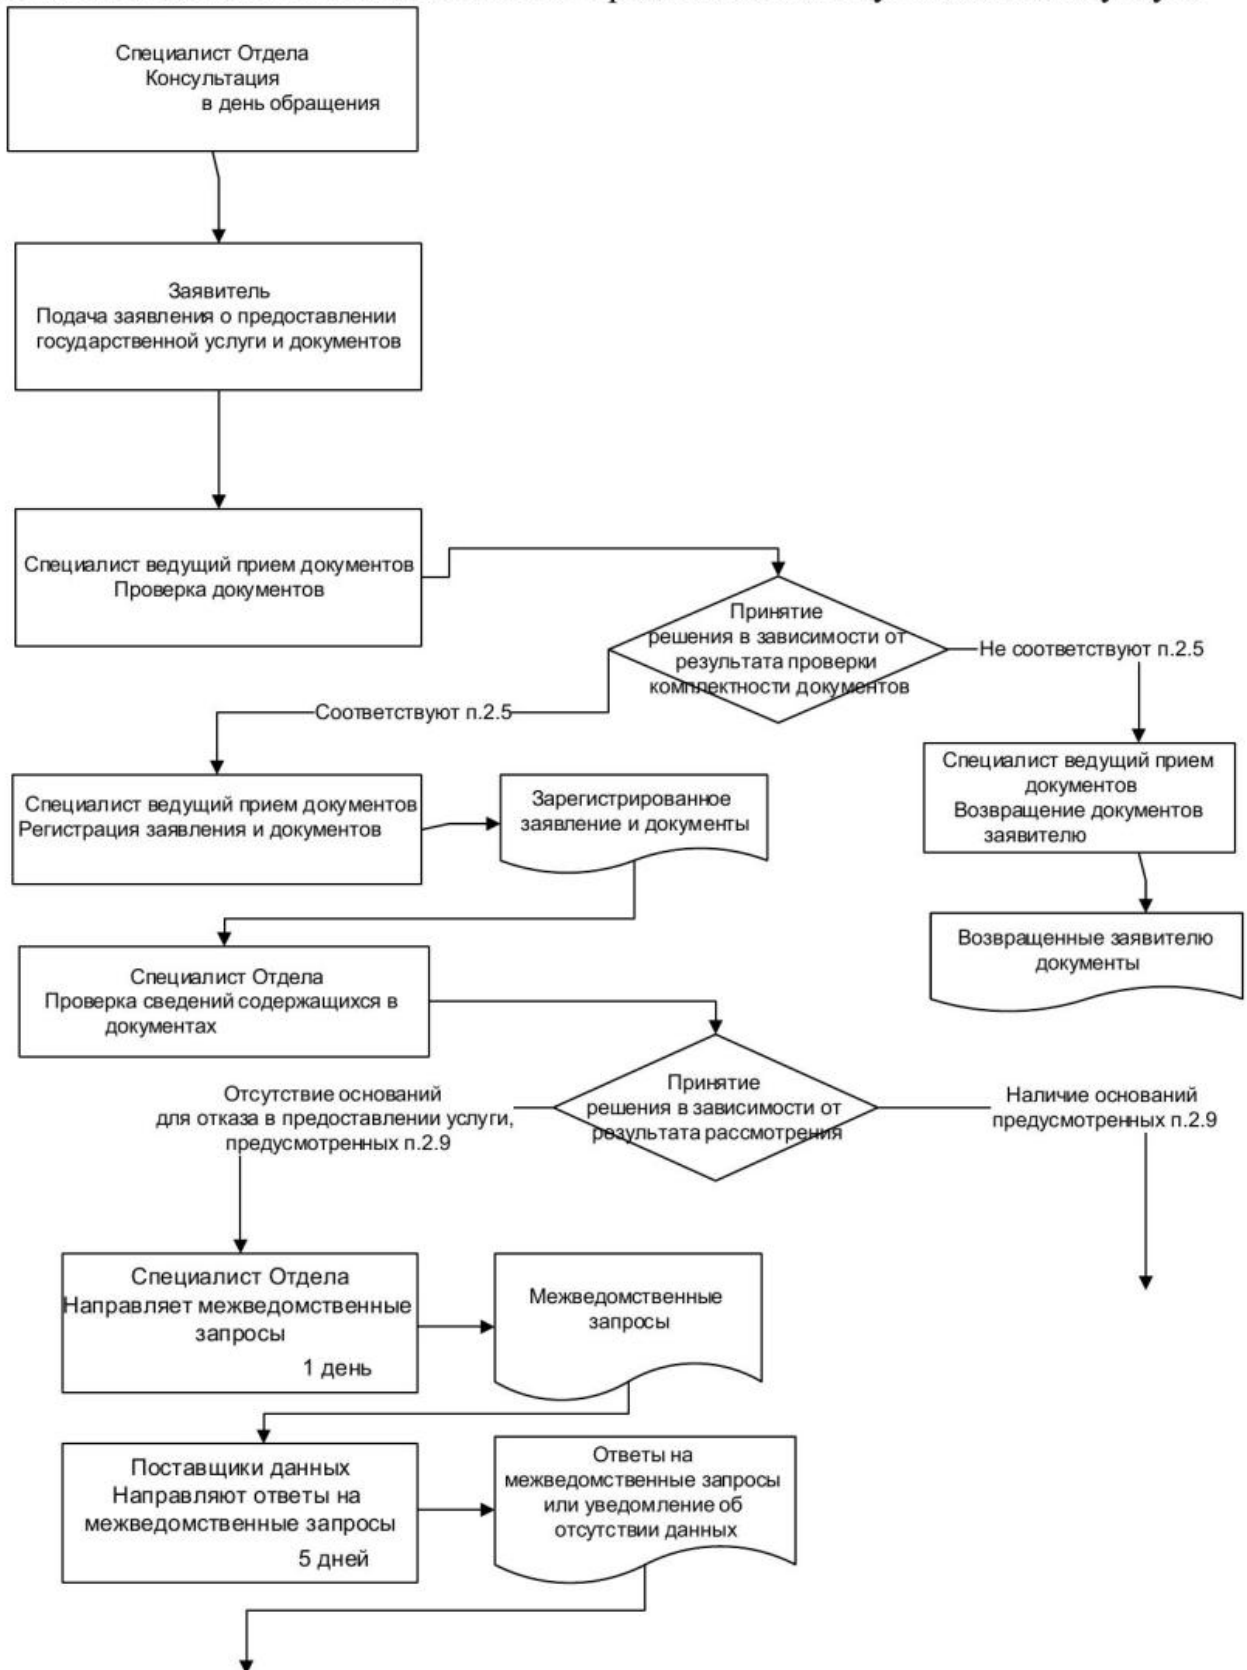 Специалист Отдела
Консультация
в день обращения
Заявитель
Подача заявления о предоставлении
государственной услуги и документов
Специалист ведущий прием документов
Проверка документов
Принятие
решения в зависимости от
результата проверки
комплектности документов
Не соответствуют п.2.5
Соответствуют п.2.5
Специалист ведущий прием
документов
Возвращение документов
заявителю
Специалист ведущий прием документов
Регистрация заявления и документов
Зарегистрированное
заявление и документы
Возвращенные заявителю
документы
Специалист Отдела
Проверка сведений содержащихся в
документах
Принятие
решения в зависимости от
результата рассмотрения
Отсутствие оснований
для отказа в предоставлении услуги,
предусмотренных п.2.9
Наличие оснований
предусмотренных п.2.9
Специалист Отдела
Направляет межведомственные
запросы
1 день
Межведомственные
запросы
Поставщики данных
Направляют ответы на
межведомственные запросы
5 дней
Ответы на
межведомственные запросы
или уведомление об
отсутствии данных